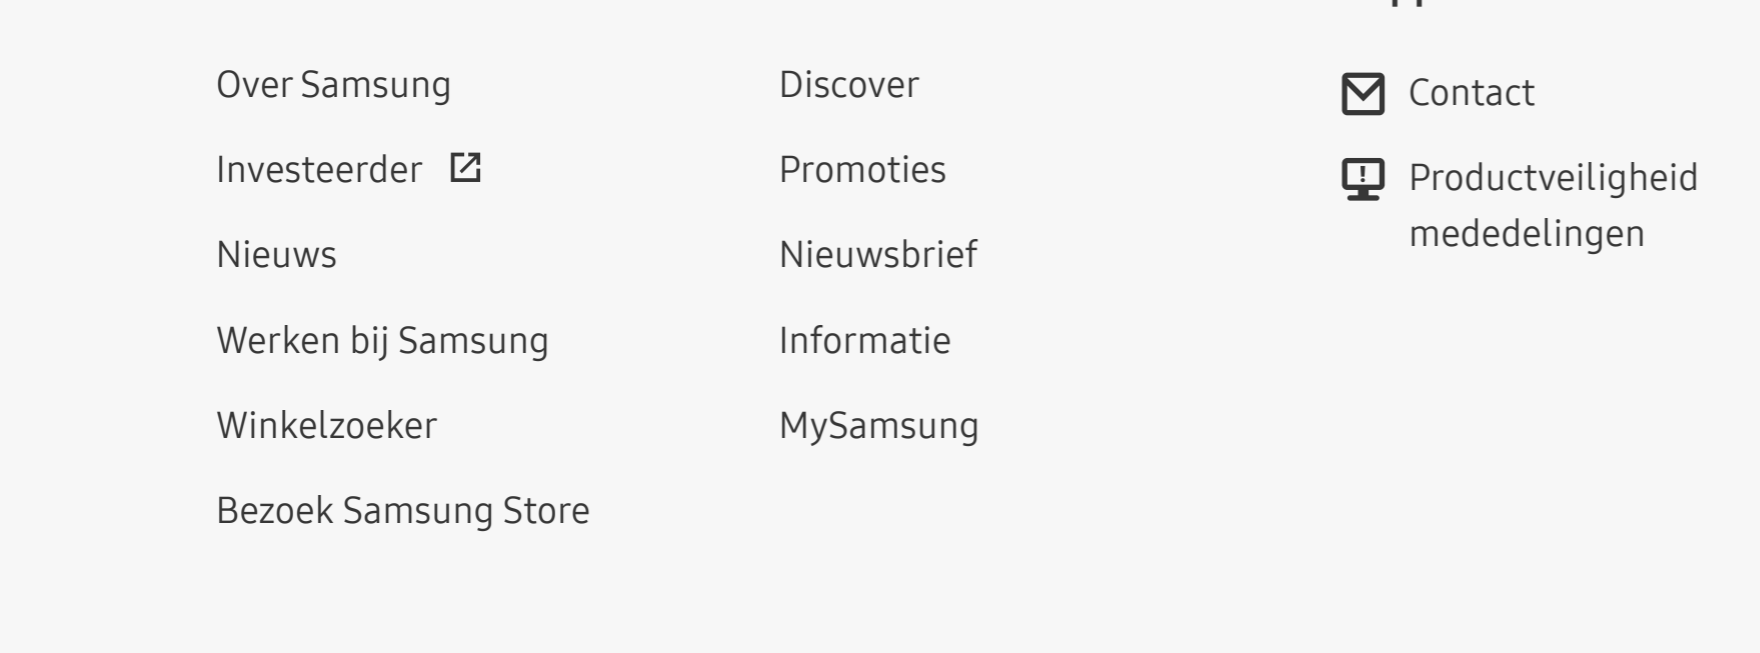 Over Samsung
Investeerder
Nieuws
Werken bij Samsung
Winkelzoeker
Bezoek Samsung Store
Discover
Promoties
Nieuwsbrief
Informatie
MySamsung
Contact
Productveiligheid
mededelingen